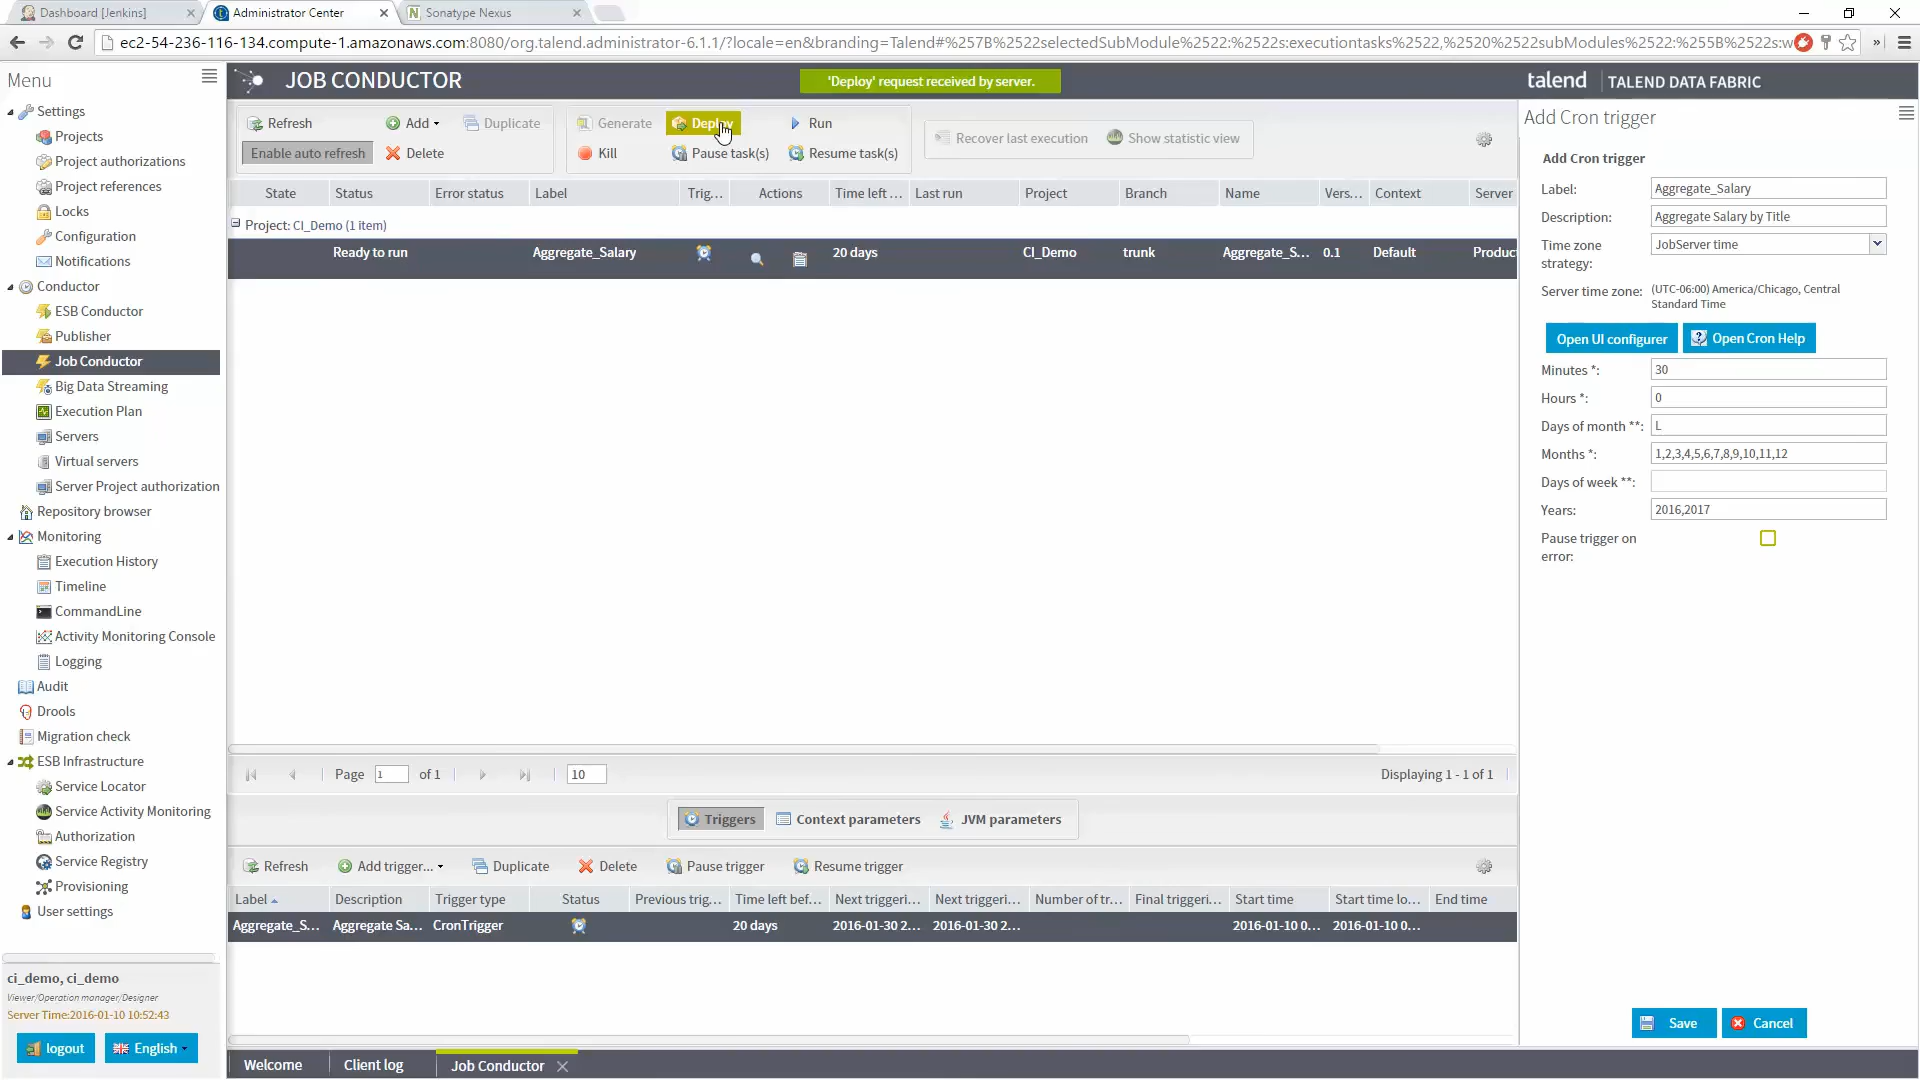 Dashboard [Jenkins]
Administrator Center
Sonatype Nexus
ec2-54-236-116-134.compute-1.amazonaws.com:8080/org.talend.administrator-6.1.1/?locale=en&branding=Talend#%257B%2522selectedSubModule%2522:%2522s:executiontasks%2522,%2520%2522subModules%2522:%255B%2522s:w
Menu
JOB CONDUCTOR
'Deploy' request received by server.
talend
TALEND DATA FABRIC
Settings
Projects
Project authorizations
Project references
Locks
Configuration
Notifications
Conductor
ESB Conductor
Publisher
Job Conductor
Big Data Streaming
Execution Plan
Servers
Virtual servers
Server Project authorization
Repository browser
Monitoring
Execution History
Timeline
CommandLine
Activity Monitoring Console
Logging
Audit
Drools
Migration check
ESB Infrastructure
Service Locator
Service Activity Monitoring
Authorization
Service Registry
Provisioning
User settings
ci_demo, ci_demo
Viewer/Operation manager/Designer
Server Time:2016-01-10 10:52:43
logout
English
Refresh
Add
Duplicate
Enable auto refresh
Delete
Generate
Deploy
Run
Kill
Pause task(s)
Resume task(s)
Recover last execution
Show statistic view
State
Status
Error status
Label
Trig...
Actions
Time left ...
Last run
Project
Branch
Name
Vers...
Context
Server
Project: CI_Demo (1 item)
Ready to run
Aggregate_Salary
20 days
CI_Demo
trunk
Aggregate_S...
0.1
Default
Product
Page
1
of 1
10
Displaying 1 - 1 of 1
Triggers
Context parameters
JVM parameters
Refresh
Add trigger...
Duplicate
Delete
Pause trigger
Resume trigger
Label
Description
Trigger type
Status
Previous trig...
Time left bef...
Next triggeri...
Next triggeri...
Number of tr...
Final triggeri...
Start time
Start time lo...
End time
Aggregate_S...
Aggregate Sa...
CronTrigger
20 days
2016-01-30 2...
2016-01-30 2...
2016-01-10 0...
2016-01-10 0...
Welcome
Client log
Job Conductor
Add Cron trigger
Add Cron trigger
Label:
Aggregate_Salary
Description:
Aggregate Salary by Title
Time zone
strategy:
JobServer time
Server time zone:
(UTC-06:00) America/Chicago, Central
Standard Time
Open UI configurer
Open Cron Help
Minutes *:
30
Hours *:
0
Days of month **:
L
Months *:
1,2,3,4,5,6,7,8,9,10,11,12
Days of week **:
Years:
2016,2017
Pause trigger on
error:
Save
Cancel